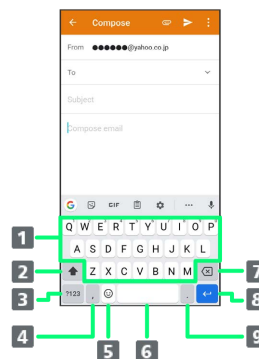 Compose
From ●●●●●●@yahoo.co.jp
To
Subject
Compose email
G GIF ...
Q W E R T Y U I O P
1
A S D F G H J K L
2 Z X C V B N M 7
3 ?123 , . 8
4 5 6 9